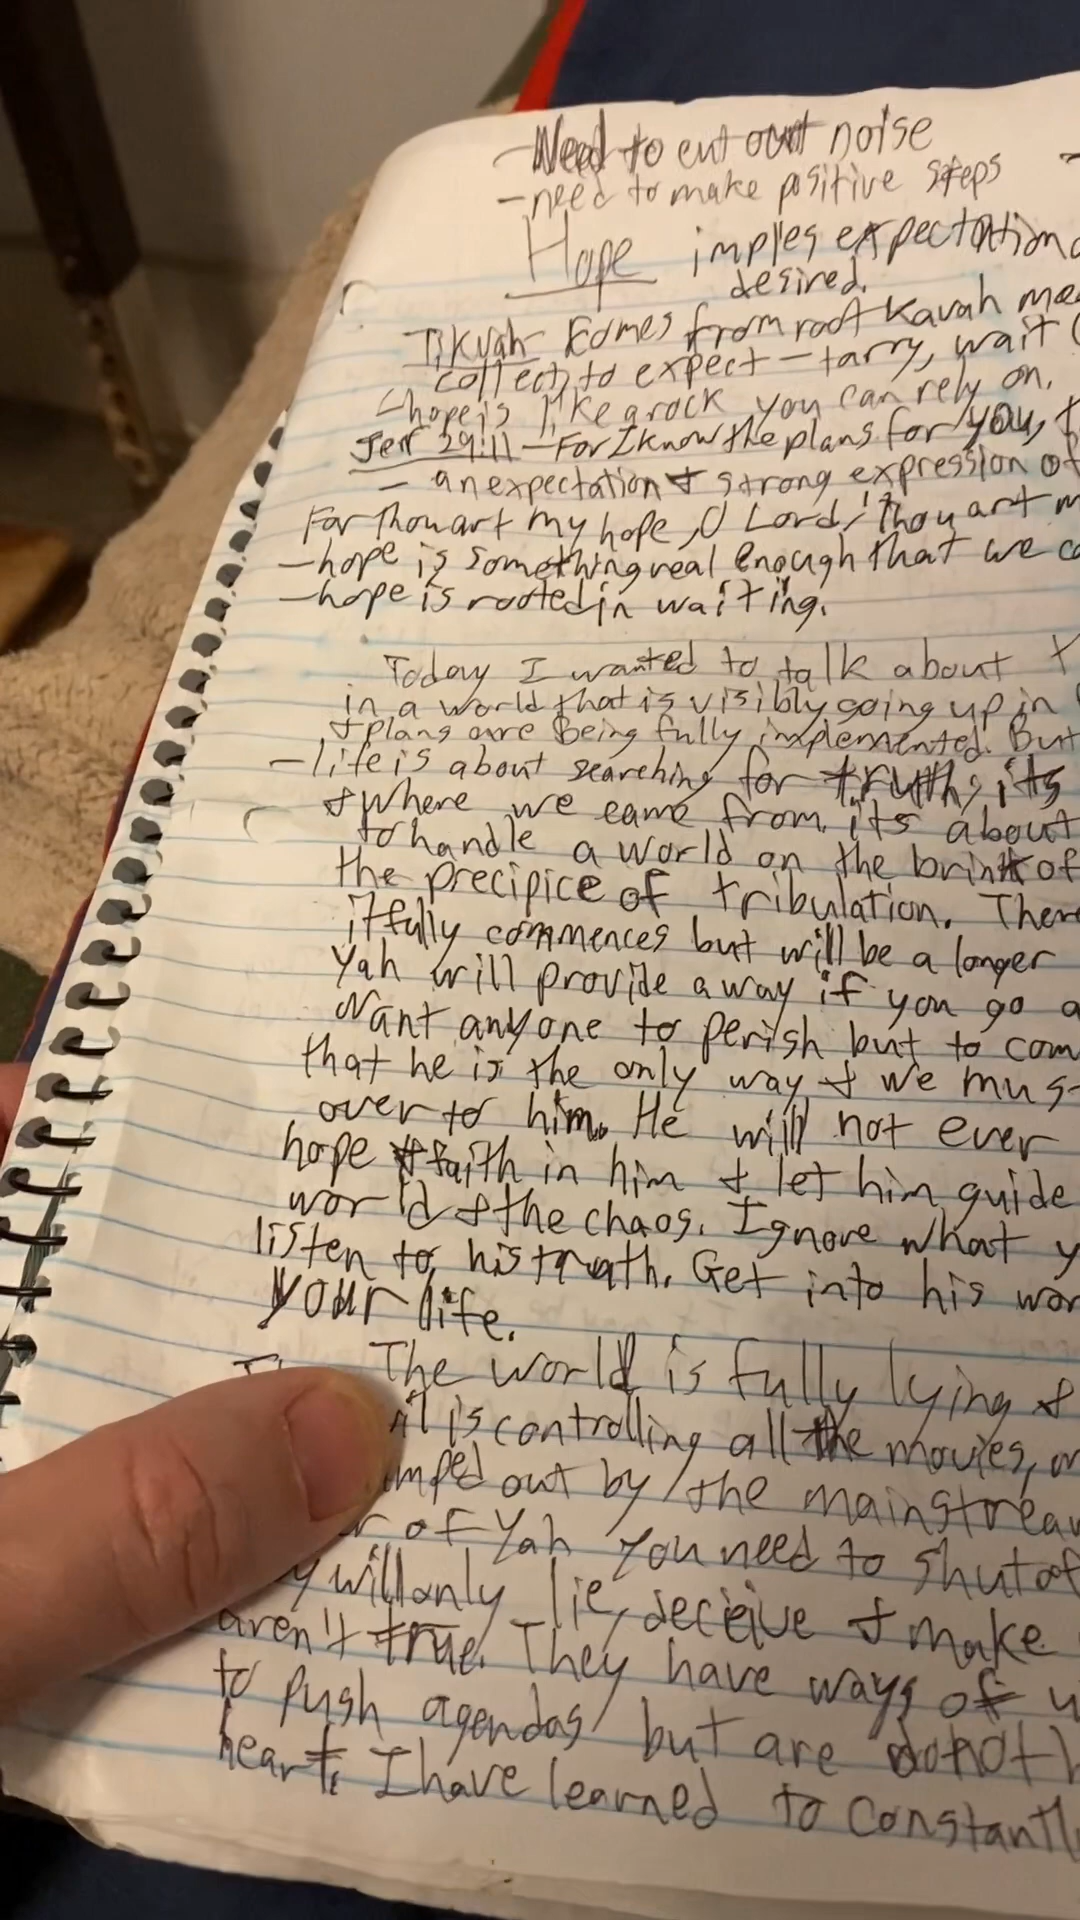 - Need to cut out noise
- need to make positive steps
Hope implies expectation
desired.
Tikvah comes from root Kavah
collect, to expect - tarry, wait
- hope is like a rock you can rely on.
Jer 29:11 - For I know the plans for you,
- an expectation & strong expression of
For thou art my hope, O Lord, thou art
- hope is something real enough that we
- hope is rooted in waiting.
Today I wanted to talk about
in a world that is visibly going up in
& plans are being fully implemented. But
- life is about searching for truth, its
& where we came from, its about
to handle a world on the brink of
the precipice of tribulation. There
it fully commences but will be a longer
Yah will provide a way if you go
want anyone to perish but to
that he is the only way & we
over to him. He will not ever
hope & faith in him & let him guide
world & the chaos. Ignore what
listen to his truth. Get into his
your life.
The world is fully lying &
is controlling all the movies,
out by the
of Yah you need to
will only lie, decieive & make
aren't true. They have ways of
to push agendas, but are
heart. I have learned to